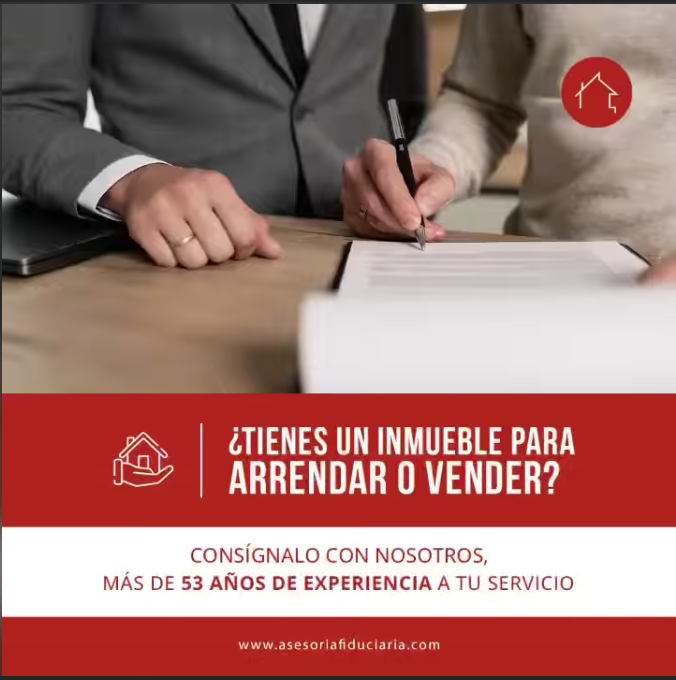 ¿TIENES UN INMUEBLE PARA
ARRENDAR O VENDER?
CONSÍGNALO CON NOSOTROS,
MÁS DE 53 AÑOS DE EXPERIENCIA A TU SERVICIO
www.asesoriafiduciaria.com